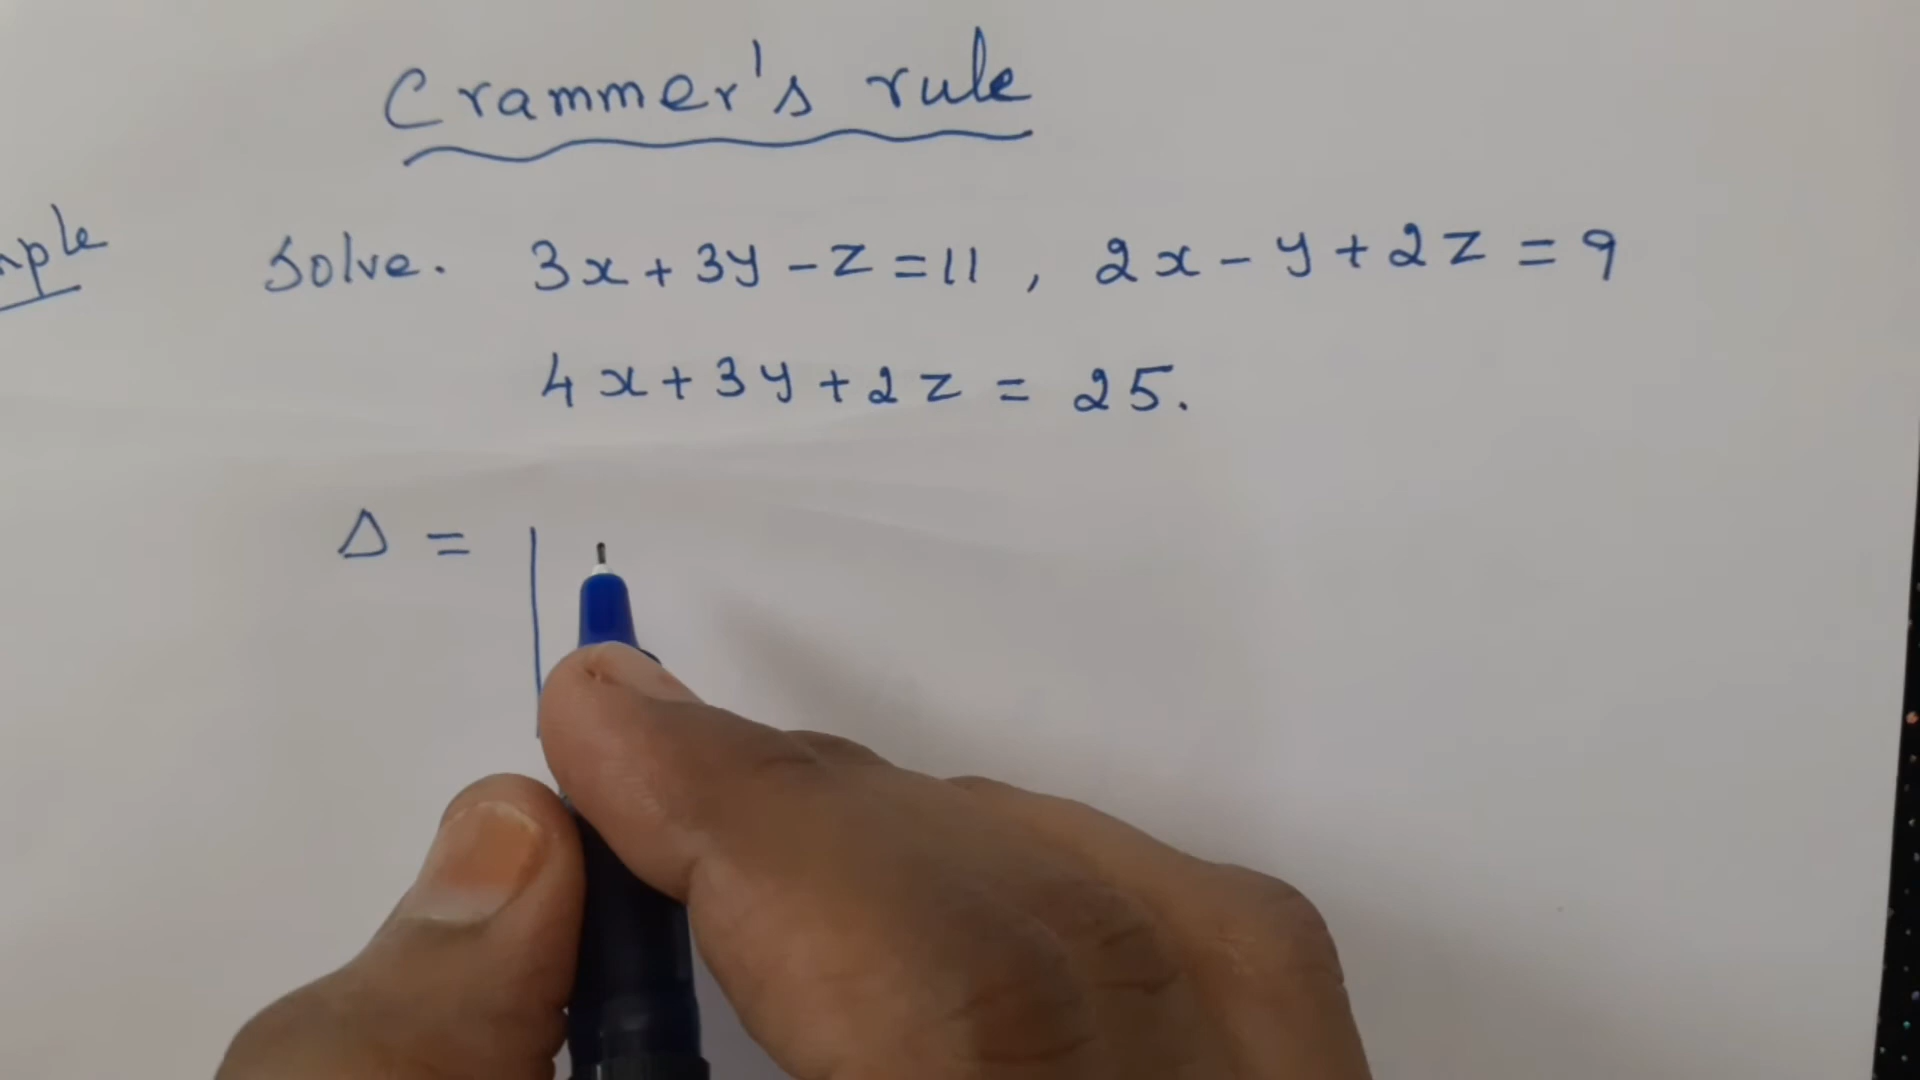 Crammer's rule
Solve. 3x + 3y - z = 11 , 2x - y + 2z = 9
4x + 3y + 2z = 25.
Δ = |